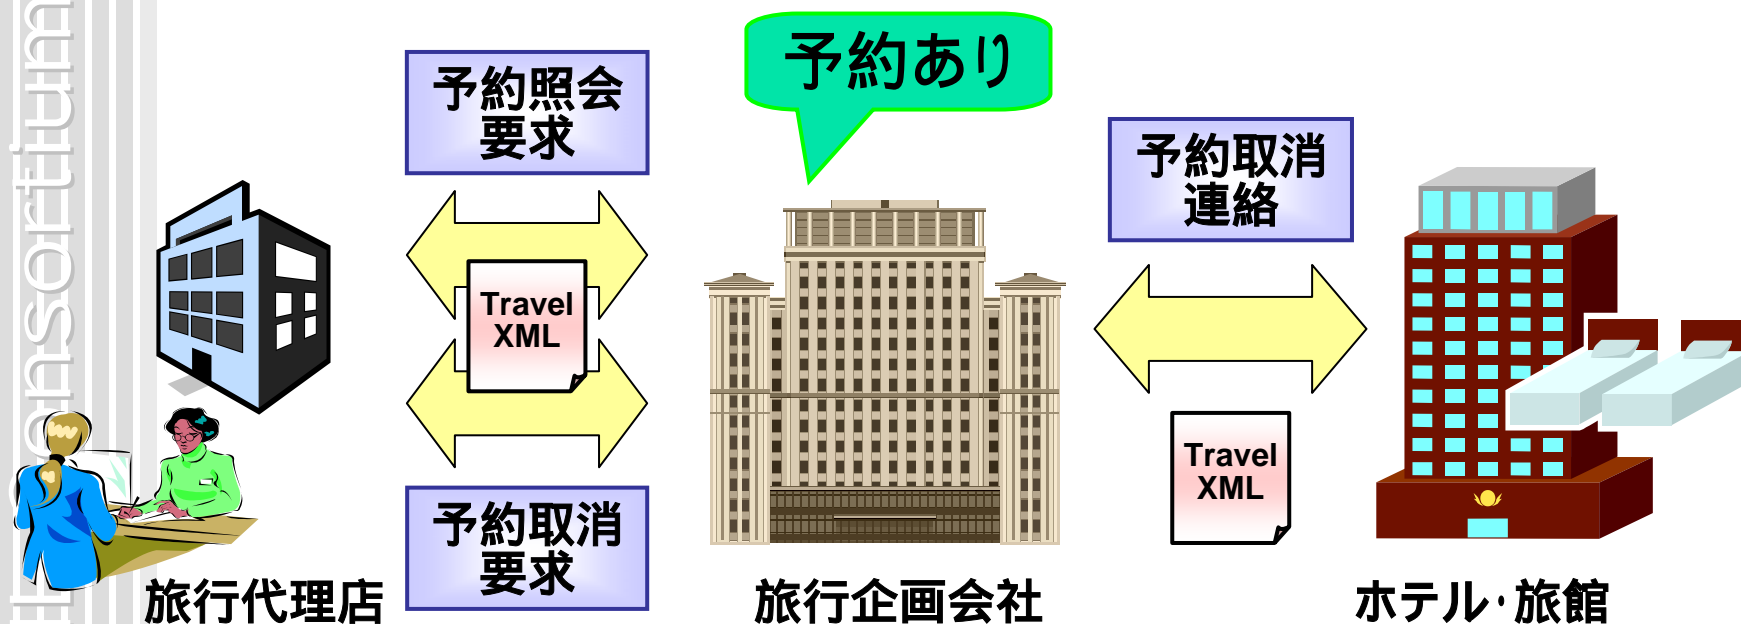 予約あり
予約照会
要求
予約取消
連絡
Travel
XML
Travel
XML
予約取消
要求
旅行代理店
旅行企画会社
ホテル・旅館
onsortium